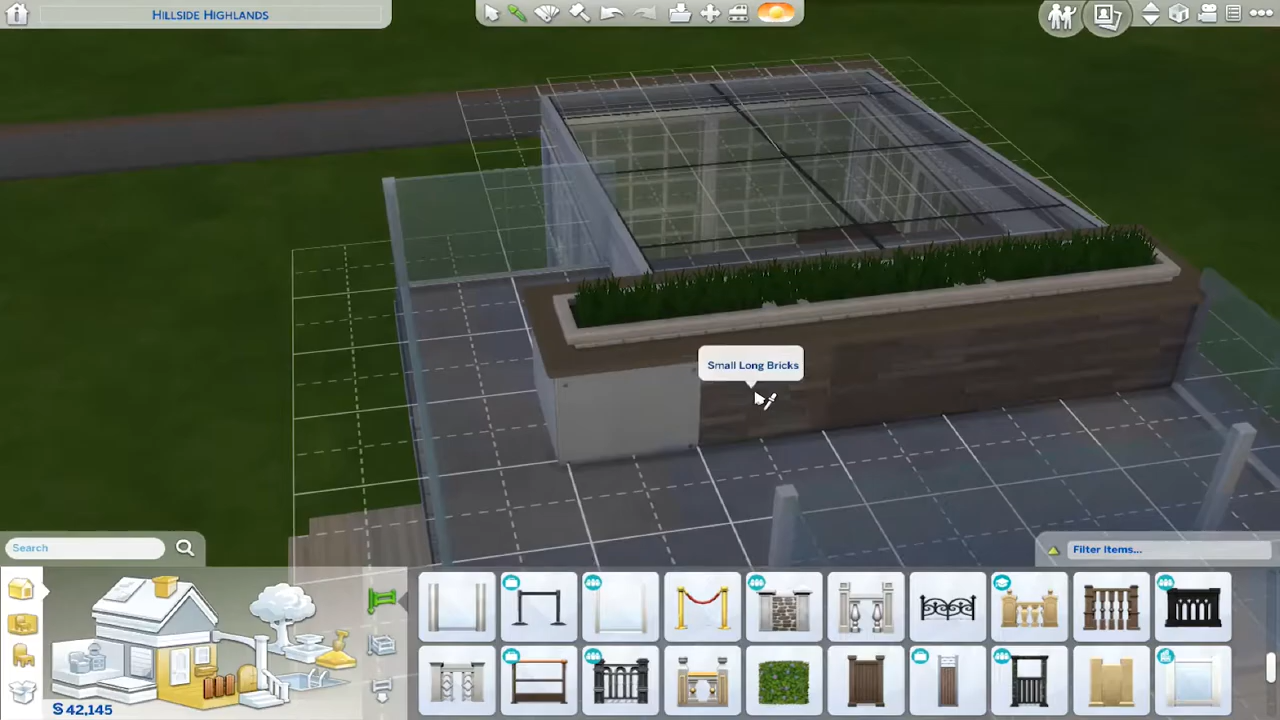 HILLSIDE HIGHLANDS
Small Long Bricks
Search
Filter Items...
§ 42,145